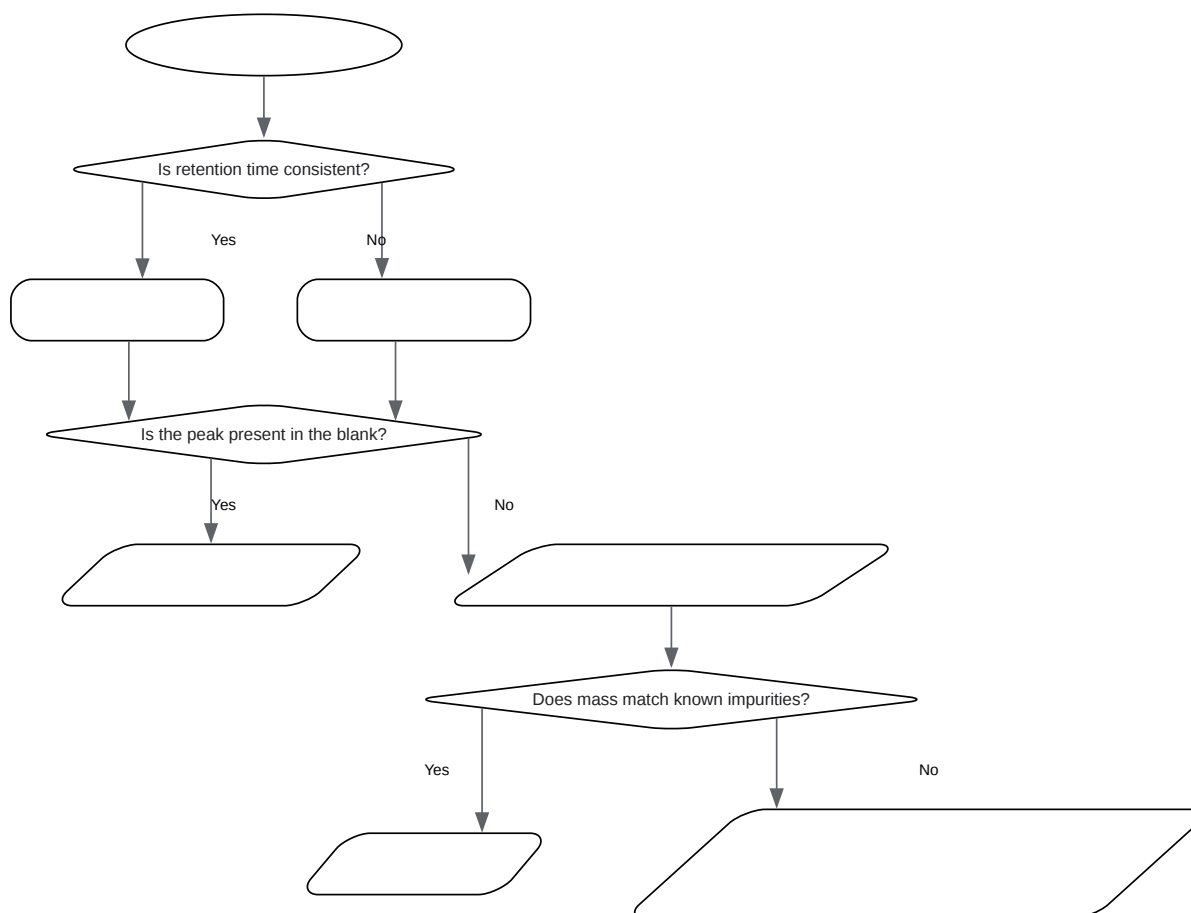 Is retention time consistent?
Yes
No
Is the peak present in the blank?
Yes
No
Does mass match known impurities?
Yes
No